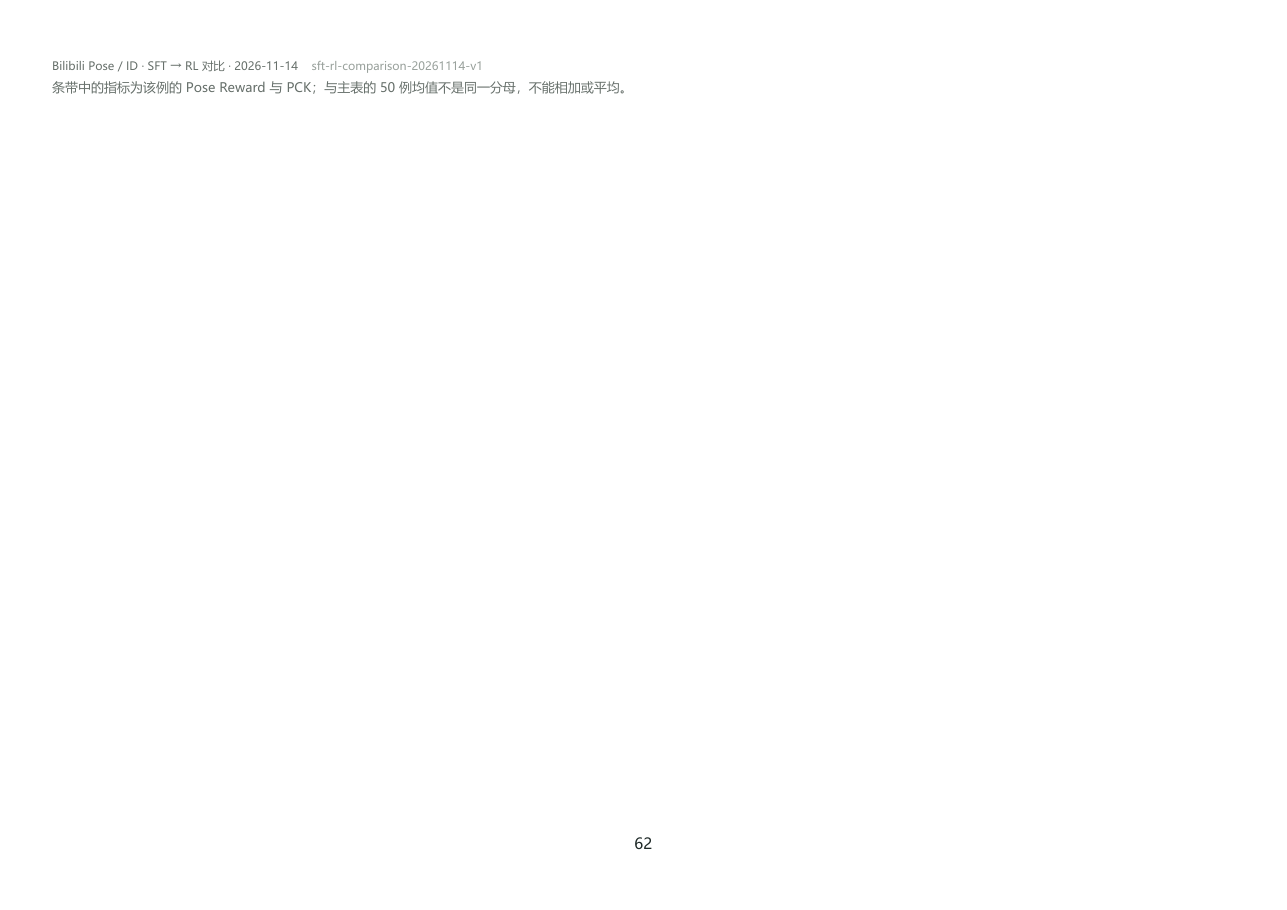 Bilibili Pose / ID · SFT → RL 对比 · 2026-11-14 sft-rl-comparison-20261114-v1
条带中的指标为该例的 Pose Reward 与 PCK；与主表的 50 例均值不是同一分母，不能相加或平均。
62